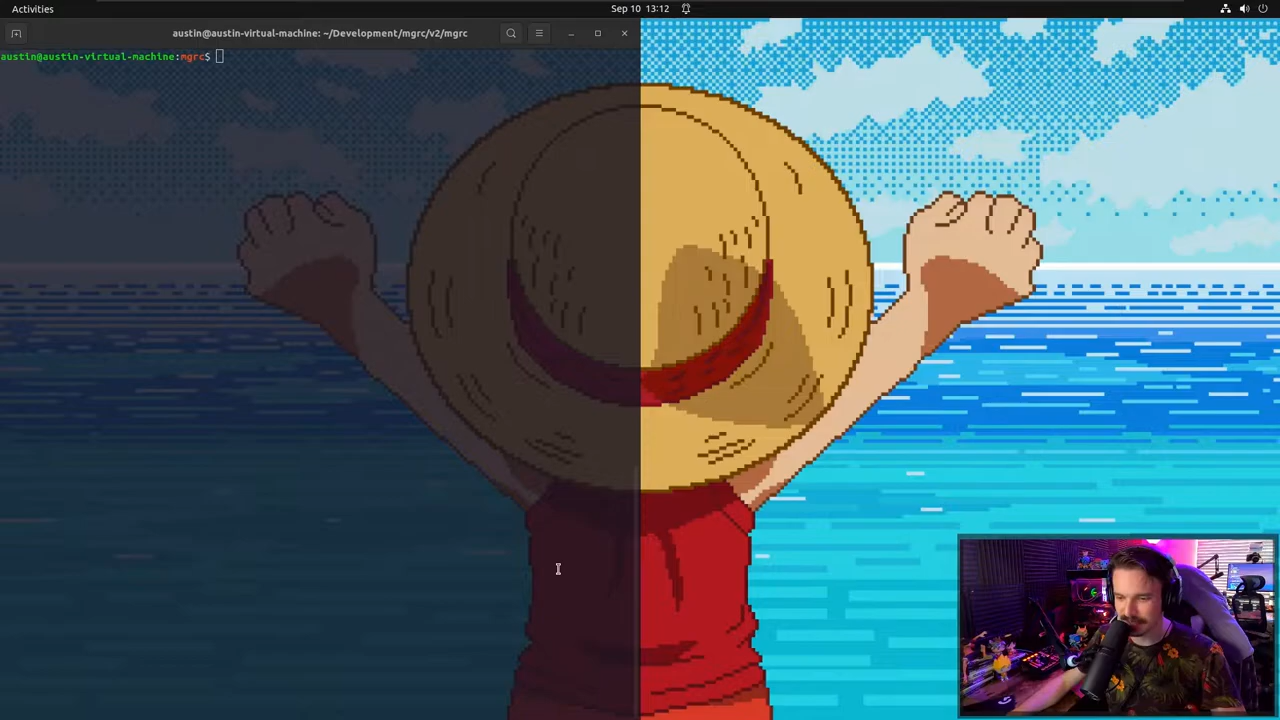 Activities
Sep 10 13:12
austin@austin-virtual-machine: ~/Development/mgrc/v2/mgrc
austin@austin-virtual-machine:mgrc$